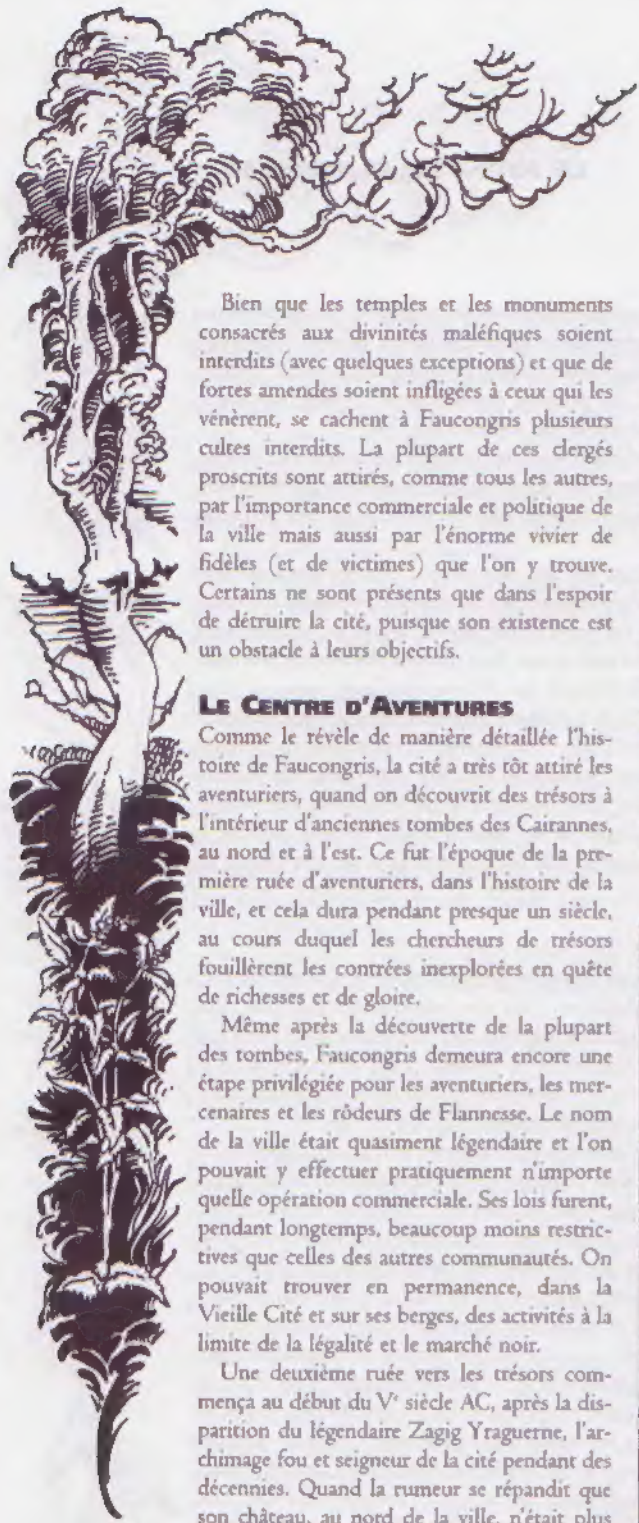 Bien que les temples et les monuments
consacrés aux divinités maléfiques soient
interdits (avec quelques exceptions) et que de
fortes amendes soient infligées à ceux qui les
vénèrent, se cachent à Faucongris plusieurs
cultes interdits. La plupart de ces clergés
proscrits sont attirés, comme tous les autres,
par l'importance commerciale et politique de
la ville mais aussi par l'énorme vivier de
fidèles (et de victimes) que l'on y trouve.
Certains ne sont présents que dans l'espoir
de détruire la cité, puisque son existence est
un obstacle à leurs objectifs.
LE CENTRE D'AVENTURES
Comme le révèle de manière détaillée l'his-
toire de Faucongris, la cité a très tôt attiré les
aventuriers, quand on découvrit des trésors à
l'intérieur d'anciennes tombes des Cairannes,
au nord et à l'est. Ce fut l'époque de la pre-
mière ruée d'aventuriers, dans l'histoire de la
ville, et cela dura pendant presque un siècle,
au cours duquel les chercheurs de trésors
fouillèrent les contrées inexplorées en quête
de richesses et de gloire.
Même après la découverte de la plupart
des tombes, Faucongris demeura encore une
étape privilégiée pour les aventuriers, les mer-
cenaires et les rôdeurs de Flannesse. Le nom
de la ville était quasiment légendaire et l'on
pouvait y effectuer pratiquement n'importe
quelle opération commerciale. Ses lois furent,
pendant longtemps, beaucoup moins restric-
tives que celles des autres communautés. On
pouvait trouver en permanence, dans la
Vieille Cité et sur ses berges, des activités à la
limite de la légalité et le marché noir.
Une deuxième ruée vers les trésors com-
mença au début du Vᵉ siècle AC, après la dis-
parition du légendaire Zagig Yraguerne, l'ar-
chimage fou et seigneur de la cité pendant des
décennies. Quand la rumeur se répandit que
son château, au nord de la ville, n'était plus